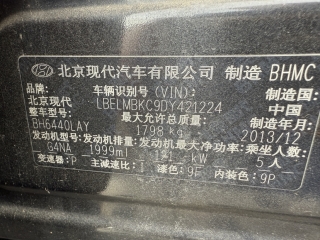 北京现代汽车有限公司 制造 BHMC
北京现代 车辆识别号(VIN): 制造国:
LBELMBKC9DY421224 中国
整车型号: 最大允许总质量: 制造年月:
BH6440LAY 1798 kg 2013/12
发动机型号:发动机排量:发动机最大净功率:乘坐人数:
G4NA 1999ml 121 kW 5人
变速器:P 主减速比:I 漆色:9F 内装色:9P